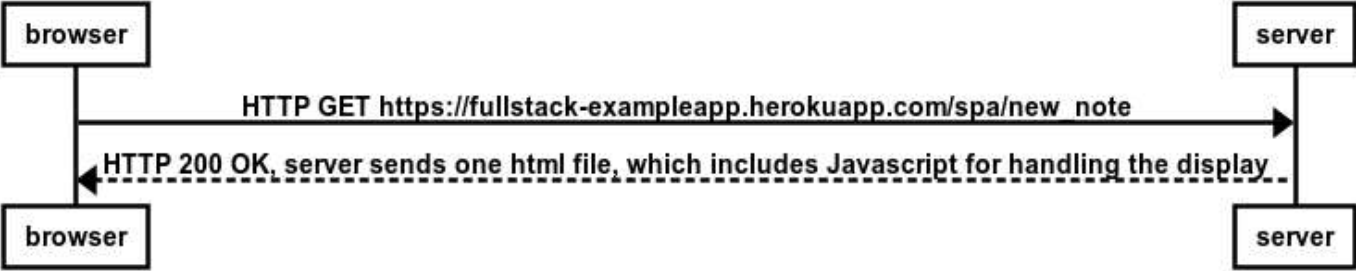 browser
server
HTTP GET https://fullstack-exampleapp.herokuapp.com/spa/new_note
HTTP 200 OK, server sends one html file, which includes Javascript for handling the display
browser
server